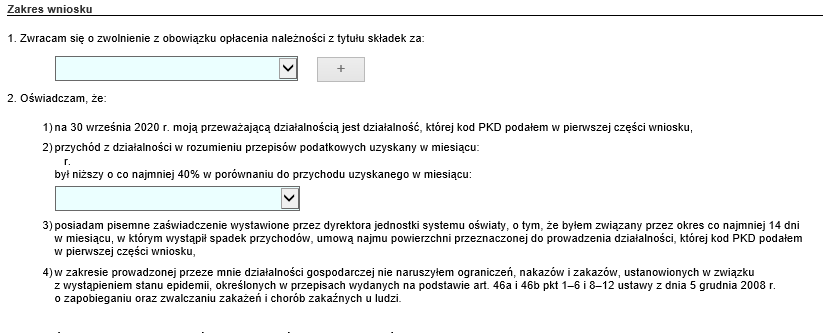 Zakres wniosku
1. Zwracam się o zwolnienie z obowiązku opłacenia należności z tytułu składek za:
+
2. Oświadczam, że:
1) na 30 września 2020 r. moją przeważającą działalnością jest działalność, której kod PKD podałem w pierwszej części wniosku,
2) przychód z działalności w rozumieniu przepisów podatkowych uzyskany w miesiącu:
r.
był niższy o co najmniej 40% w porównaniu do przychodu uzyskanego w miesiącu:
3) posiadam pisemne zaświadczenie wystawione przez dyrektora jednostki systemu oświaty, o tym, że byłem związany przez okres co najmniej 14 dni
w miesiącu, w którym wystąpił spadek przychodów, umową najmu powierzchni przeznaczonej do prowadzenia działalności, której kod PKD podałem
w pierwszej części wniosku,
4) w zakresie prowadzonej przeze mnie działalności gospodarczej nie naruszyłem ograniczeń, nakazów i zakazów, ustanowionych w związku
z wystąpieniem stanu epidemii, określonych w przepisach wydanych na podstawie art. 46a i 46b pkt 1–6 i 8–12 ustawy z dnia 5 grudnia 2008 r.
o zapobieganiu oraz zwalczaniu zakażeń i chorób zakaźnych u ludzi.